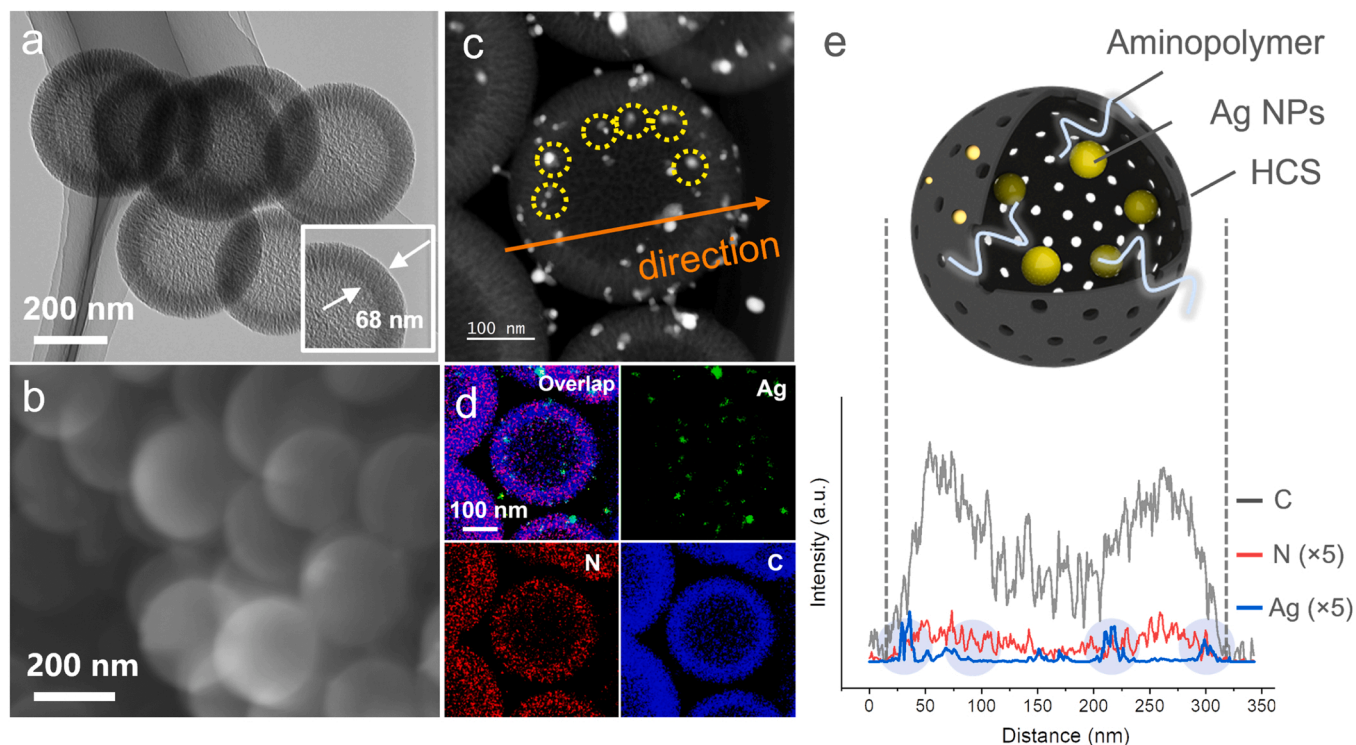 a
200 nm
68 nm
b
200 nm
c
direction
100 nm
d
Overlap
100 nm
Ag
N
C
e
Aminopolymer
Ag NPs
HCS
Intensity (a.u.)
C
N (×5)
Ag (×5)
0 50 100 150 200 250 300 350
Distance (nm)